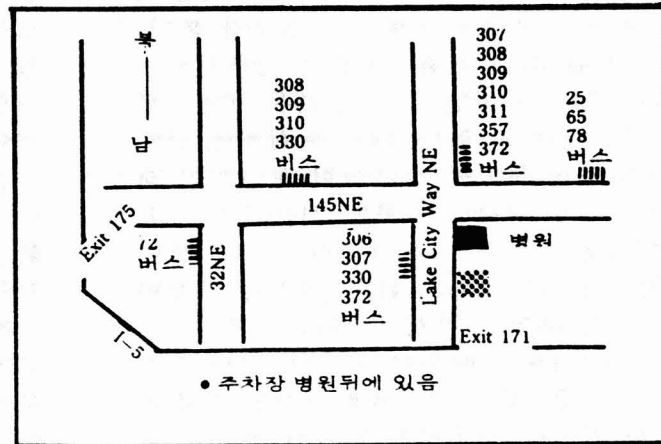 북
남
308
309
310
330
버스
307
308
309
310
311
357
372
버스
25
65
78
버스
145NE
Exit 175
72
버스
32NE
306
307
330
372
버스
Lake City Way NE
병원
I-5
Exit 171
• 주차장 병원뒤에 있음